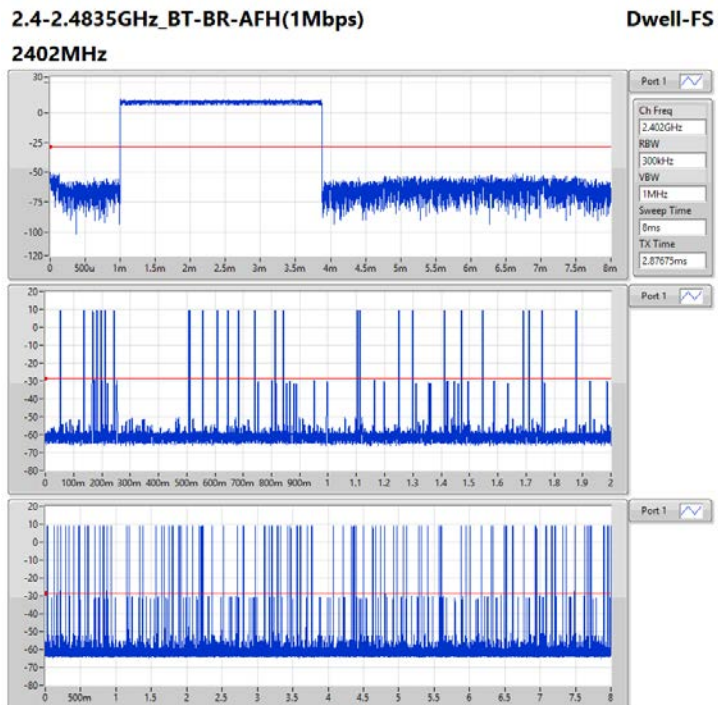 2.4-2.4835GHz_BT-BR-AFH(1Mbps) Dwell-FS
2402MHz
Port 1
Ch Freq
2.402GHz
RBW
300kHz
VBW
1MHz
Sweep Time
8ms
TX Time
2.87675ms
30
0
-25
-50
-75
-100
-120
0 500u 1m 1.5m 2m 2.5m 3m 3.5m 4m 4.5m 5m 5.5m 6m 6.5m 7m 7.5m 8m
Port 1
20
10
0
-10
-20
-30
-40
-50
-60
-70
-80
0 100m 200m 300m 400m 500m 600m 700m 800m 900m 1 1.1 1.2 1.3 1.4 1.5 1.6 1.7 1.8 1.9 2
Port 1
20
10
0
-10
-20
-30
-40
-50
-60
-70
-80
0 500m 1 1.5 2 2.5 3 3.5 4 4.5 5 5.5 6 6.5 7 7.5 8